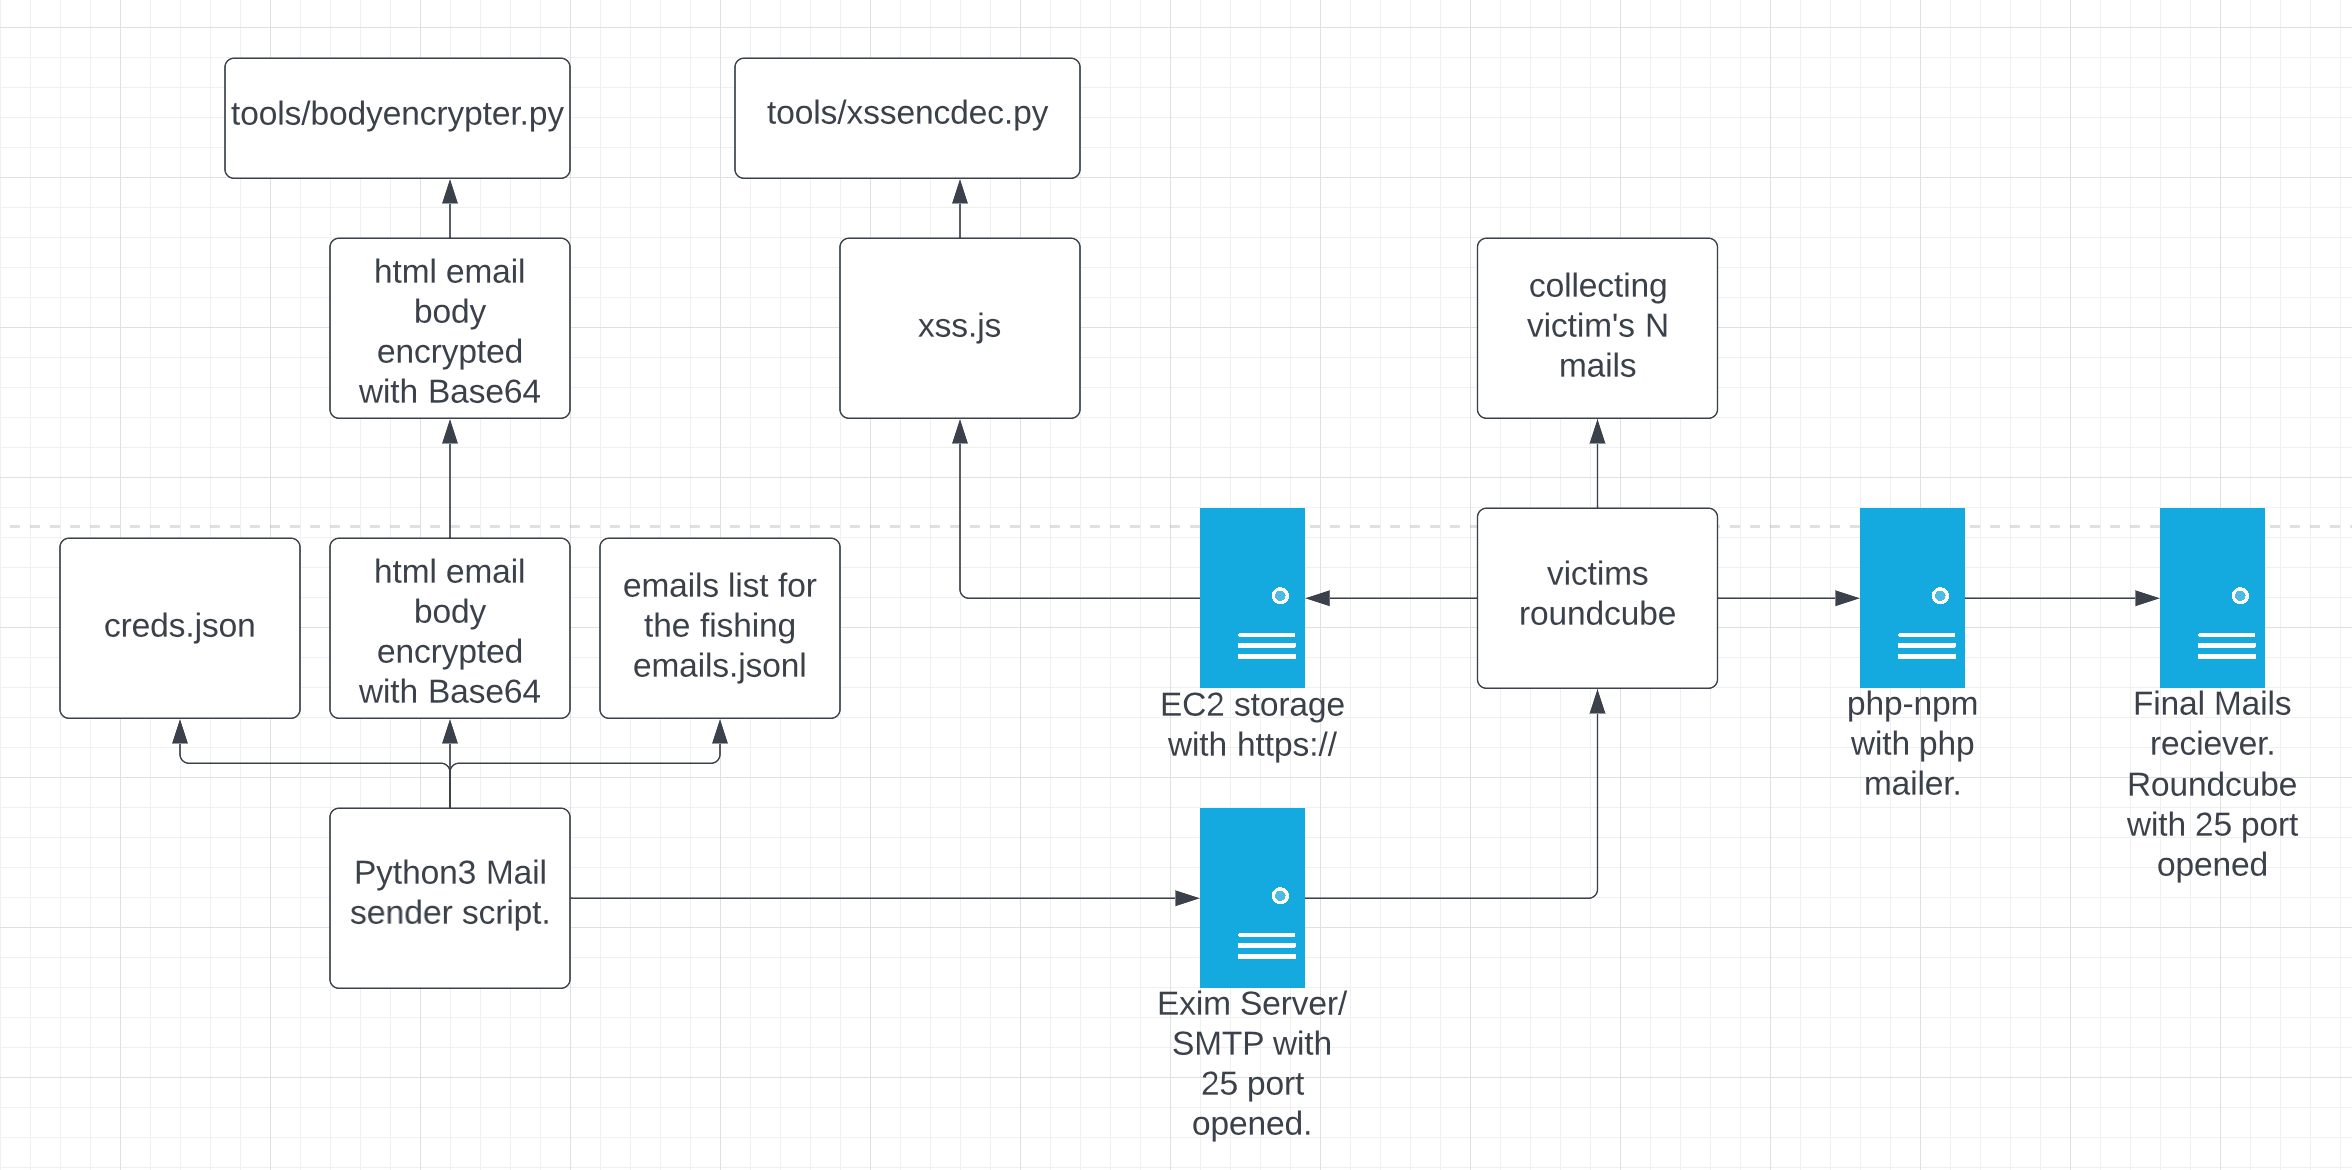 tools/bodyencrypter.py
tools/xssencdec.py
html email
body
encrypted
with Base64
xss.js
collecting
victim's N
mails
creds.json
html email
body
encrypted
with Base64
emails list for
the fishing
emails.jsonl
EC2 storage
with https://
victims
roundcube
php-npm
with php
mailer.
Final Mails
reciever.
Roundcube
with 25 port
opened
Python3 Mail
sender script.
Exim Server/
SMTP with
25 port
opened.